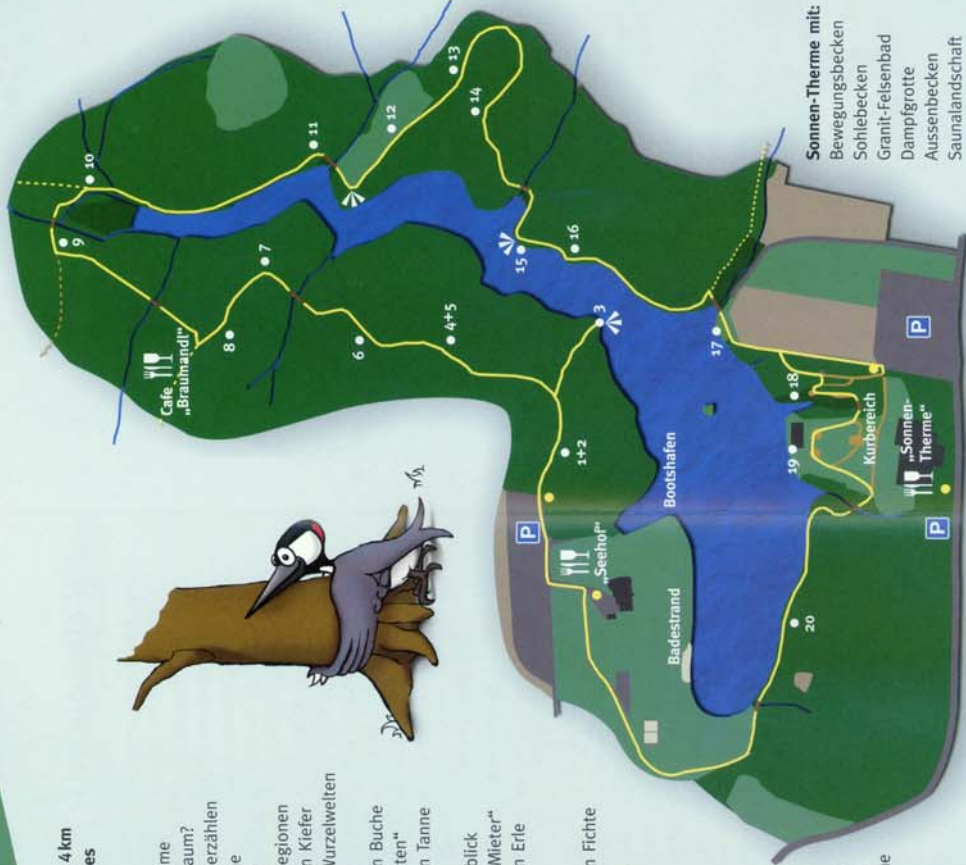 4 km
es
me
aum?
erzählen
e
egionen
n Kiefer
Wurzelwelten
n Buche
ten"
n Tanne
blick
Mieter"
n Erle
n Fichte
e
Cafe
„Braumandl"
9
10
8
7
11
12
13
14
6
4+5
15
16
3
1+2
P
„Seehof"
Bootshafen
Badestrand
17
18
19
20
Kurbereich
„Sonnen-
Therme"
P
P
Sonnen-Therme mit:
Bewegungsbecken
Sohlebecken
Granit-Felsenbad
Dampfgrotte
Aussenbecken
Saunalandschaft